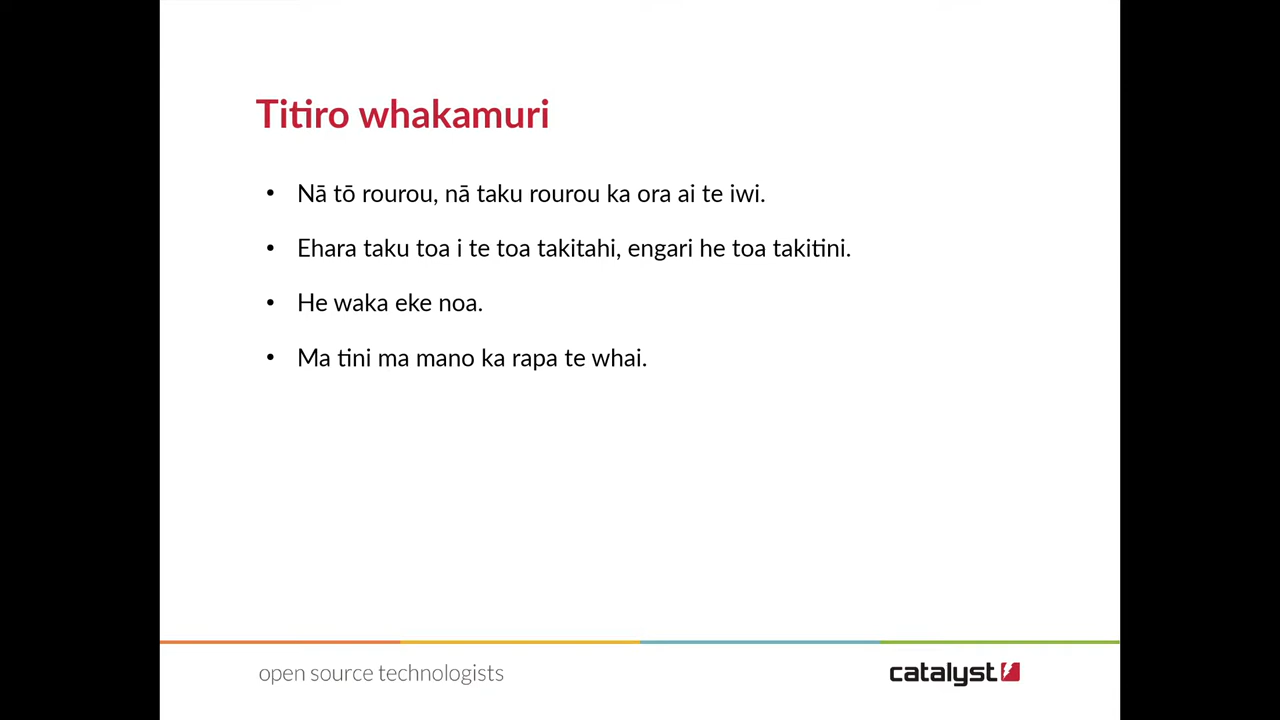 Titiro whakamuri
• Nā tō rourou, nā taku rourou ka ora ai te iwi.
• Ehara taku toa i te toa takitahi, engari he toa takitini.
• He waka eke noa.
• Ma tini ma mano ka rapa te whai.
open source technologists
catalyst